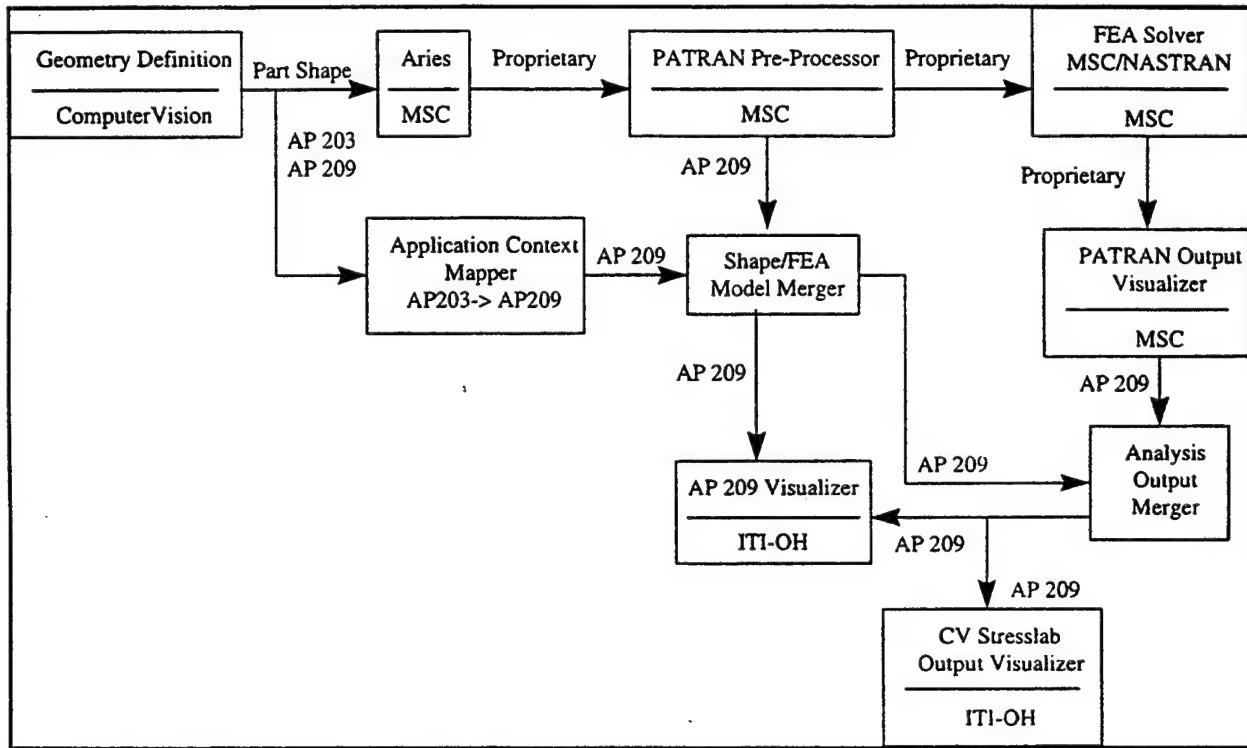 Geometry Definition
ComputerVision
Part Shape
AP 203
AP 209
Aries
MSC
Proprietary
PATRAN Pre-Processor
MSC
Proprietary
FEA Solver
MSC/NASTRAN
MSC
AP 209
Proprietary
Application Context
Mapper
AP203-> AP209
AP 209
Shape/FEA
Model Merger
PATRAN Output
Visualizer
MSC
AP 209
AP 209
AP 209 Visualizer
ITI-OH
AP 209
Analysis
Output
Merger
AP 209
AP 209
CV Stresslab
Output Visualizer
ITI-OH